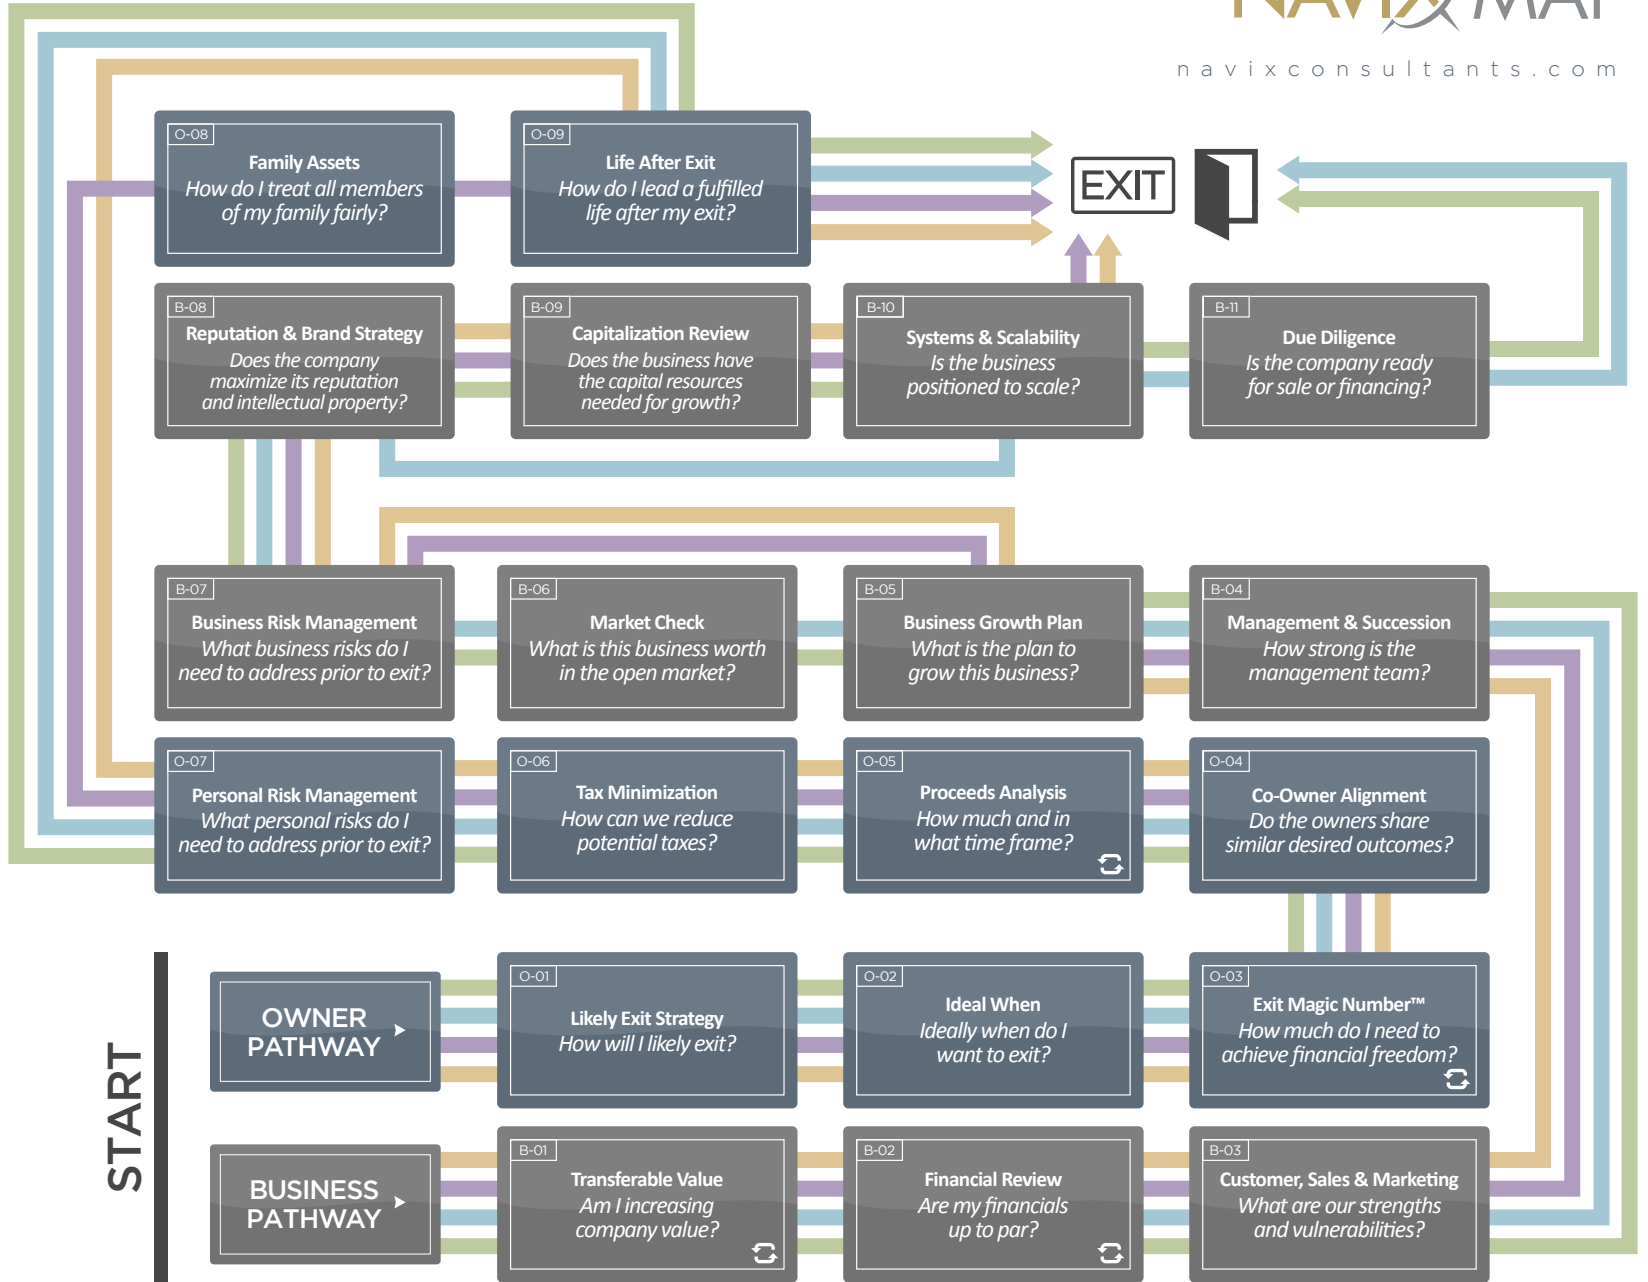 NAVIX MAP
navixconsultants.com
O-08
Family Assets
How do I treat all members
of my family fairly?
O-09
Life After Exit
How do I lead a fulfilled
life after my exit?
EXIT
B-08
Reputation & Brand Strategy
Does the company
maximize its reputation
and intellectual property?
B-09
Capitalization Review
Does the business have
the capital resources
needed for growth?
B-10
Systems & Scalability
Is the business
positioned to scale?
B-11
Due Diligence
Is the company ready
for sale or financing?
B-07
Business Risk Management
What business risks do I
need to address prior to exit?
B-06
Market Check
What is this business worth
in the open market?
B-05
Business Growth Plan
What is the plan to
grow this business?
B-04
Management & Succession
How strong is the
management team?
O-07
Personal Risk Management
What personal risks do I
need to address prior to exit?
O-06
Tax Minimization
How can we reduce
potential taxes?
O-05
Proceeds Analysis
How much and in
what time frame?
O-04
Co-Owner Alignment
Do the owners share
similar desired outcomes?
START
OWNER
PATHWAY
O-01
Likely Exit Strategy
How will I likely exit?
O-02
Ideal When
Ideally when do I
want to exit?
O-03
Exit Magic Number™
How much do I need to
achieve financial freedom?
BUSINESS
PATHWAY
B-01
Transferable Value
Am I increasing
company value?
B-02
Financial Review
Are my financials
up to par?
B-03
Customer, Sales & Marketing
What are our strengths
and vulnerabilities?